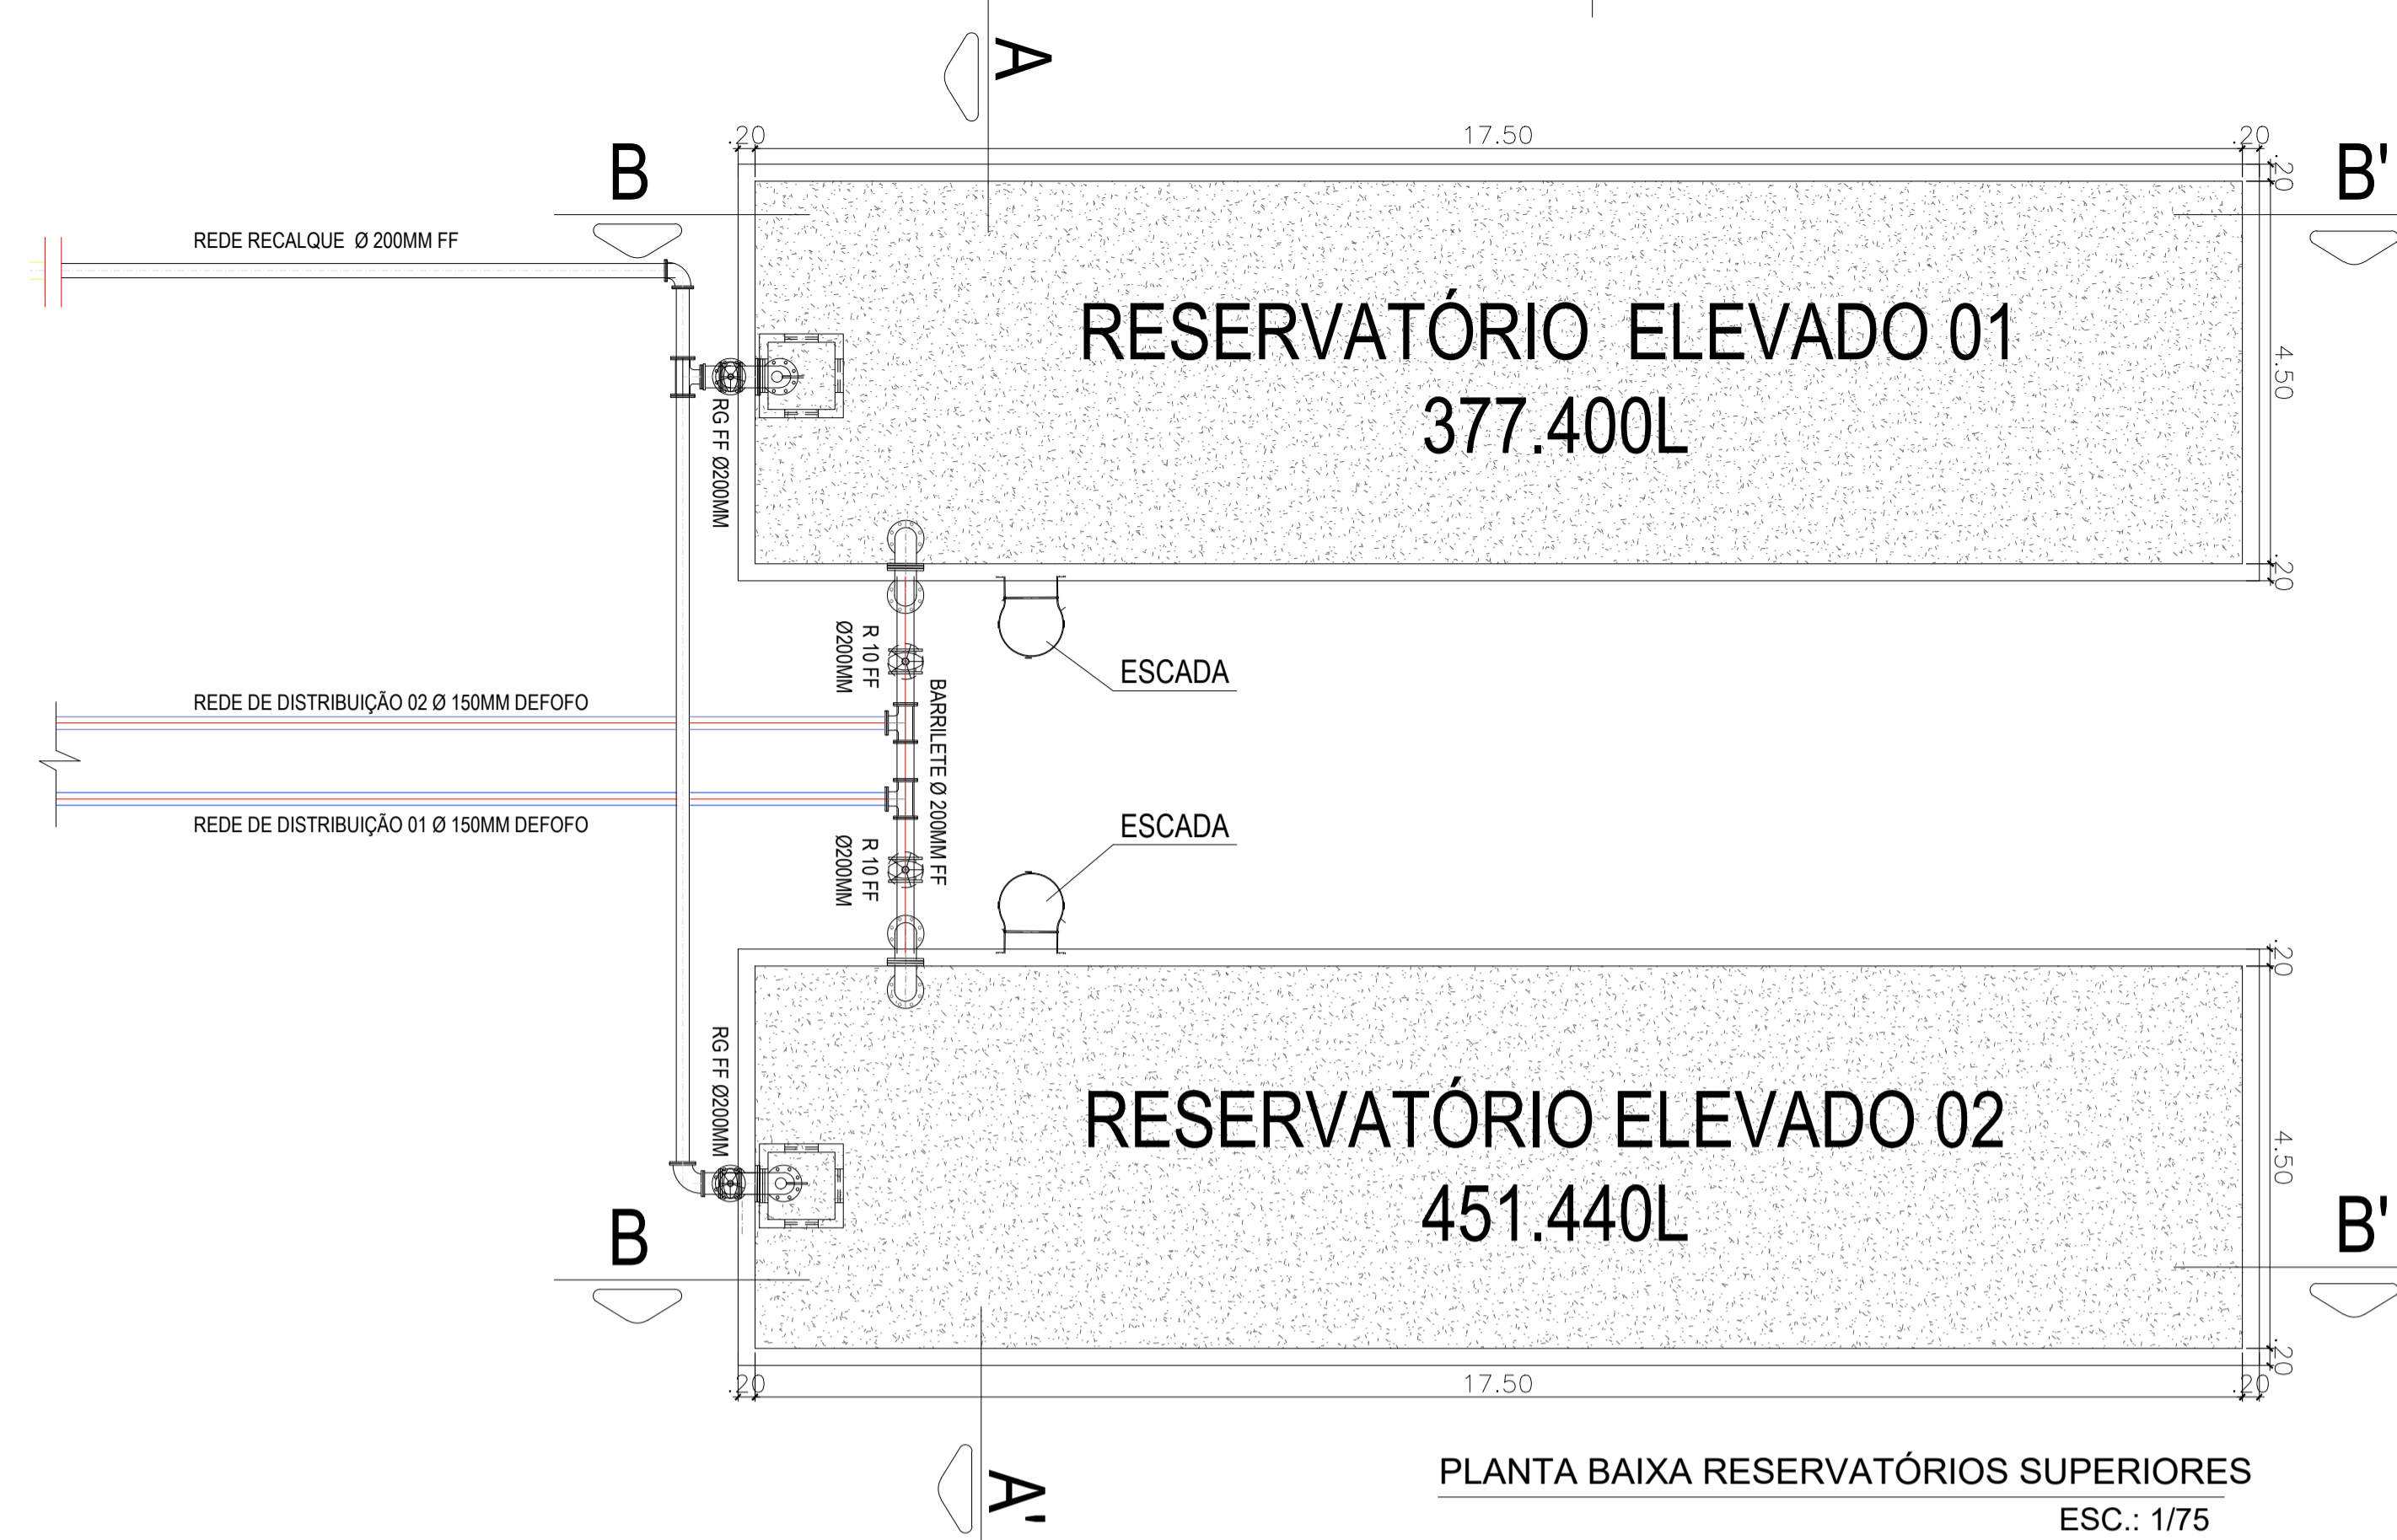 A
.20
17.50
.20
B
.20
B'
REDE RECALQUE Ø 200MM FF
RESERVATÓRIO ELEVADO 01
377.400L
4.50
RG FF Ø200MM
.20
R 10 FF
Ø200MM
ESCADA
BARRILETE Ø 200MM FF
REDE DE DISTRIBUIÇÃO 02 Ø 150MM DEFOFO
REDE DE DISTRIBUIÇÃO 01 Ø 150MM DEFOFO
ESCADA
R 10 FF
Ø200MM
.20
RG FF Ø200MM
RESERVATÓRIO ELEVADO 02
451.440L
4.50
B
B'
.20
.20
17.50
.20
A'
PLANTA BAIXA RESERVATÓRIOS SUPERIORES
ESC.: 1/75